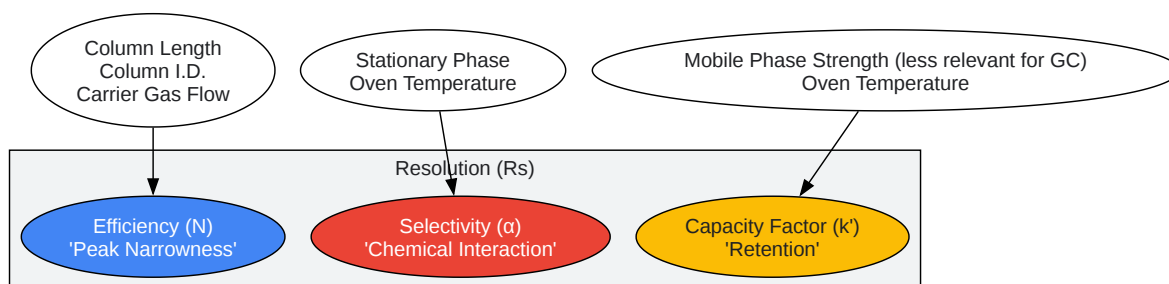 Column Length
Column I.D.
Carrier Gas Flow
Stationary Phase
Oven Temperature
Mobile Phase Strength (less relevant for GC)
Oven Temperature
Resolution (Rs)
Efficiency (N)
'Peak Narrowness'
Selectivity (α)
'Chemical Interaction'
Capacity Factor (k')
'Retention'